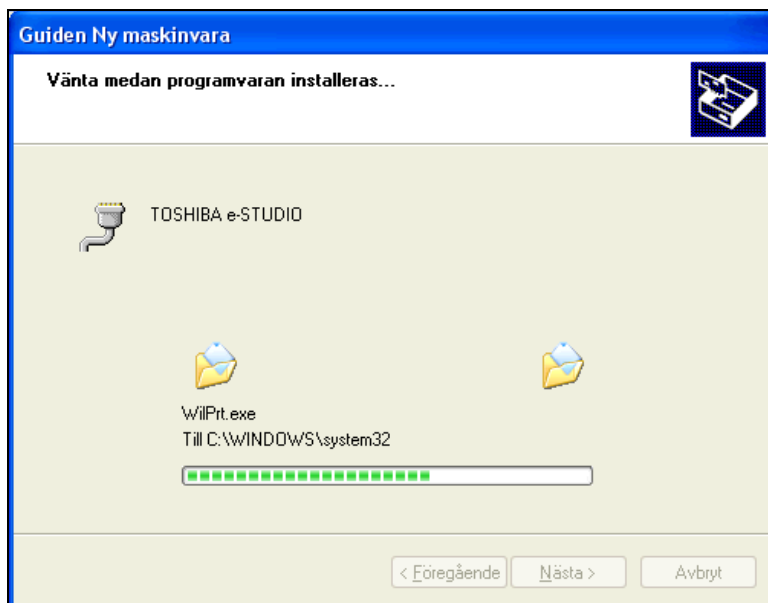 Guiden Ny maskinvara
Vänta medan programvaran installeras...
TOSHIBA e-STUDIO
WilPrt.exe
Till C:\WINDOWS\system32
< Föregående
Nästa >
Avbryt